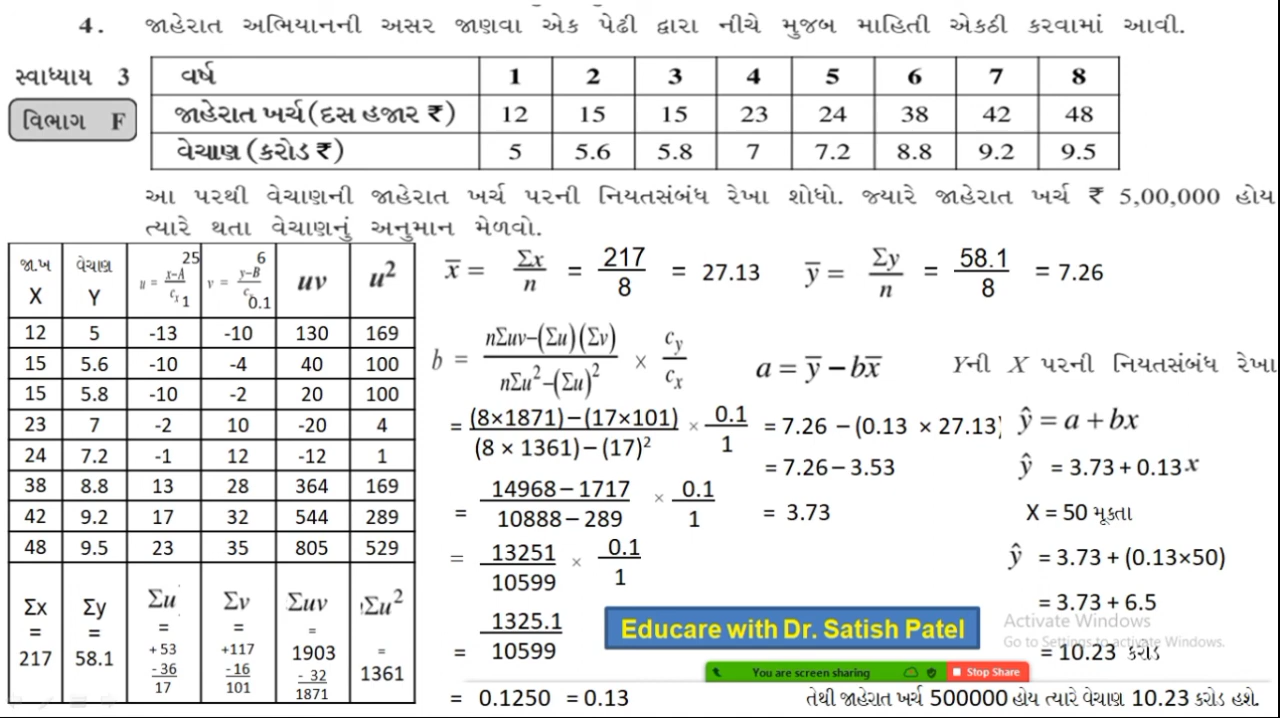 4. જાહેરાત અભિયાનની અસર જાણવા એક પેઢી દ્વારા નીચે મુજબ માહિતી એકઠી કરવામાં આવી.
સ્વાધ્યાય 3
વિભાગ F
વર્ષ 1 2 3 4 5 6 7 8
જાહેરાત ખર્ચ (દસ હજાર ₹) 12 15 15 23 24 38 42 48
વેચાણ (કરોડ ₹) 5 5.6 5.8 7 7.2 8.8 9.2 9.5
આ પરથી વેચાણની જાહેરાત ખર્ચ પરની નિયતસંબંધ રેખા શોધો. જ્યારે જાહેરાત ખર્ચ ₹ 5,00,000 હોય
ત્યારે થતા વેચાણનું અનુમાન મેળવો.
જા.ખ X વેચાણ Y u = x–A/cₓ 25 1 v = y–B/c 6 0.1 uv u²
12 5 -13 -10 130 169
15 5.6 -10 -4 40 100
15 5.8 -10 -2 20 100
23 7 -2 10 -20 4
24 7.2 -1 12 -12 1
38 8.8 13 28 364 169
42 9.2 17 32 544 289
48 9.5 23 35 805 529
Σx = 217 Σy = 58.1 Σu = +53 -36 17 Σv = +117 -16 101 Σuv = 1903 - 32 1871 Σu² = 1361
x̄ = Σx/n = 217/8 = 27.13 ȳ = Σy/n = 58.1/8 = 7.26
b = nΣuv–(Σu)(Σv) / nΣu²–(Σu)² × c_y/cₓ
= (8×1871)–(17×101) / (8 × 1361)–(17)² × 0.1/1
= 14968–1717 / 10888–289 × 0.1/1
= 13251/10599 × 0.1/1
= 1325.1/10599
= 0.1250 = 0.13
a = ȳ – bx̄
= 7.26 – (0.13 × 27.13)
= 7.26 – 3.53
= 3.73
Yની X પરની નિયતસંબંધ રેખા
ŷ = a + bx
ŷ = 3.73 + 0.13x
X = 50 મૂકતા
ŷ = 3.73 + (0.13×50)
= 3.73 + 6.5
= 10.23 કરોડ
Educare with Dr. Satish Patel
Activate Windows
Go to Settings to activate Windows.
You are screen sharing Stop Share
તેથી જાહેરાત ખર્ચ 500000 હોય ત્યારે વેચાણ 10.23 કરોડ હશે.